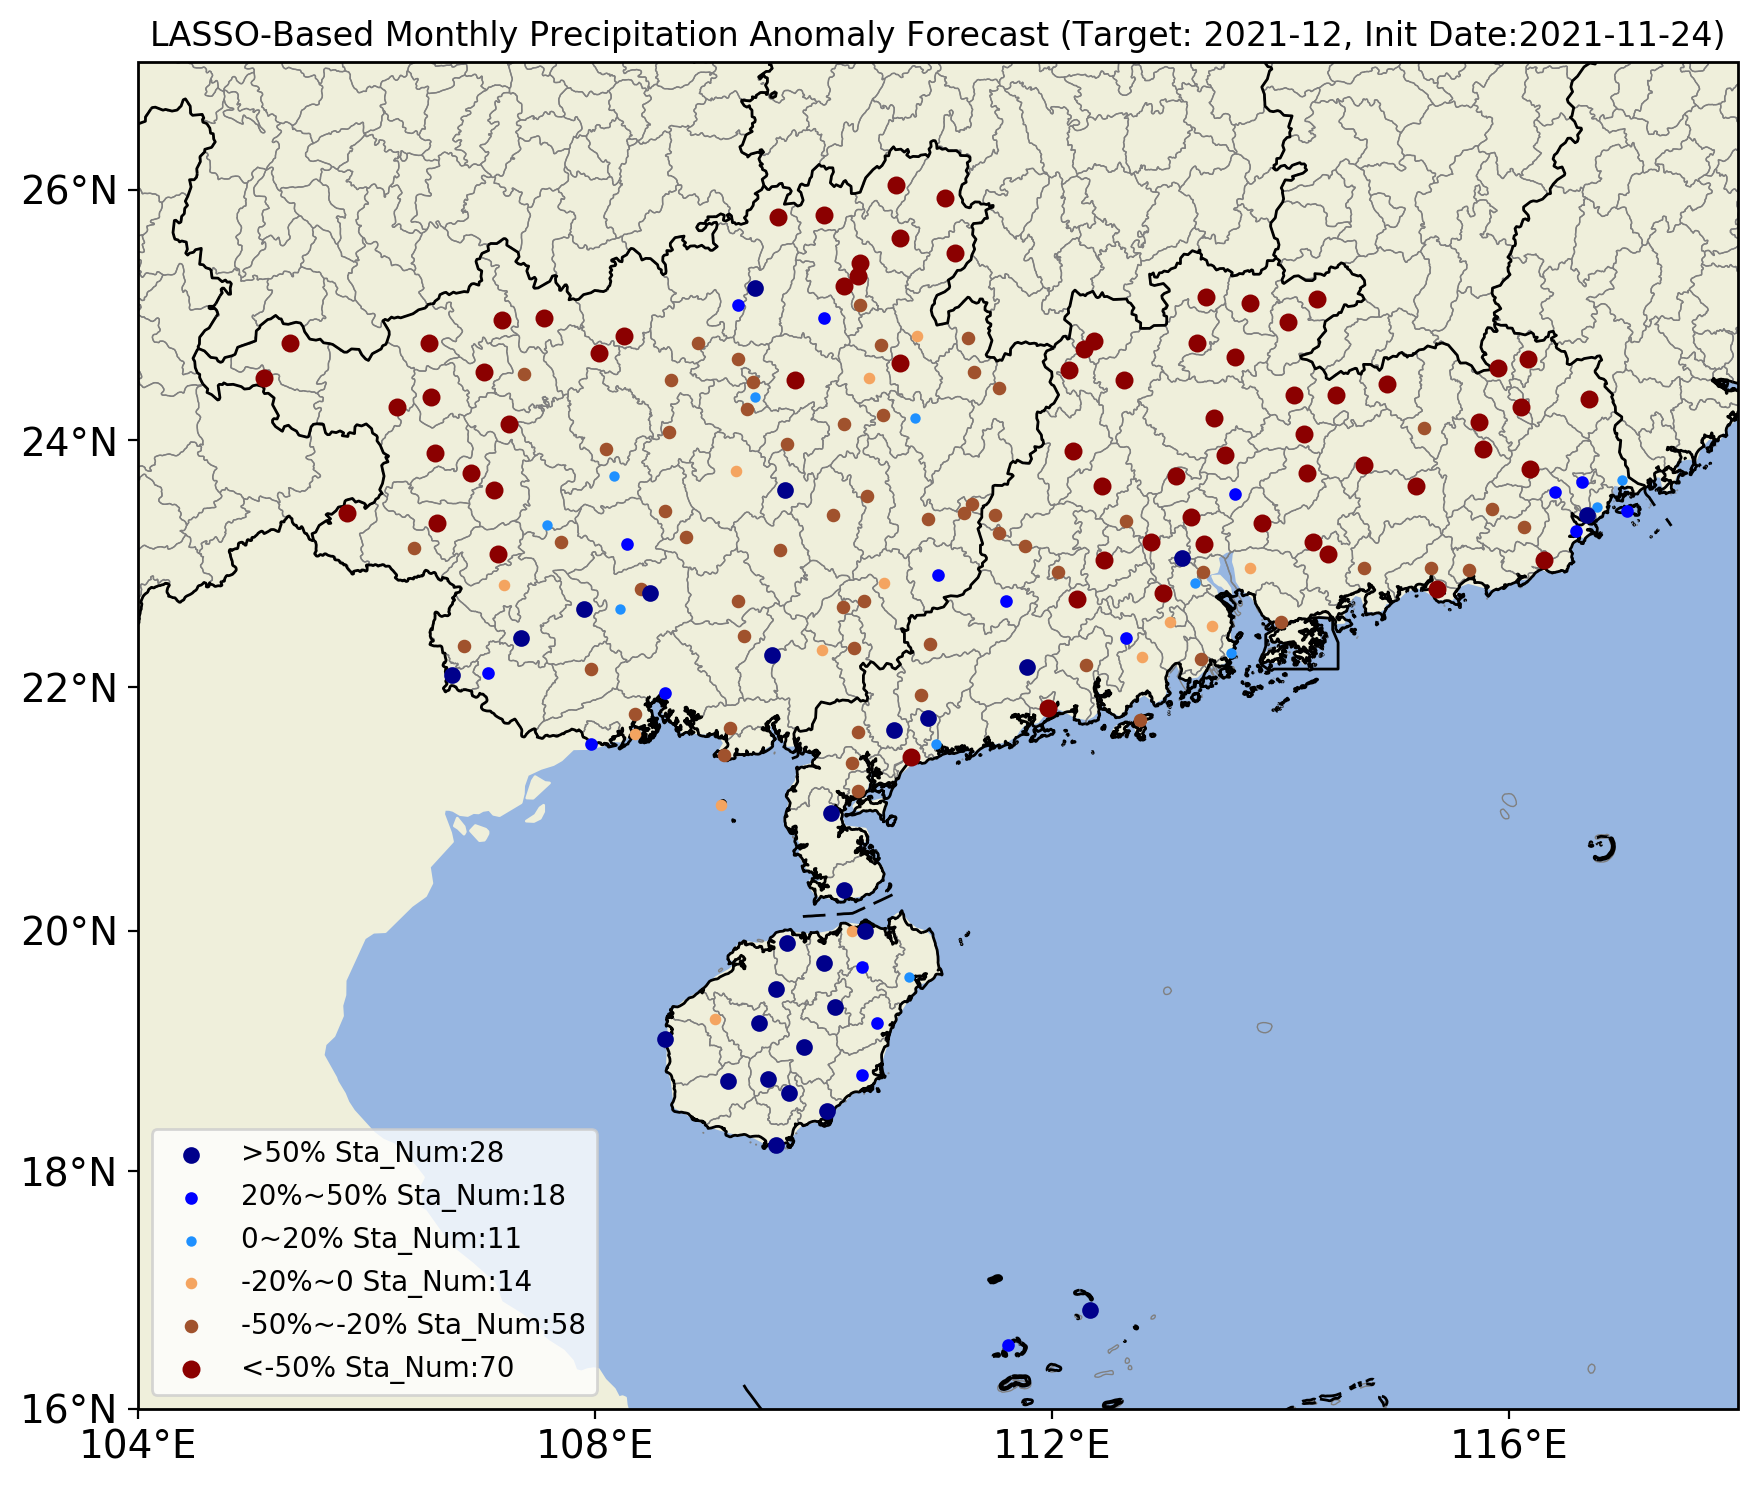 LASSO-Based Monthly Precipitation Anomaly Forecast (Target: 2021-12, Init Date:2021-11-24)
26°N
24°N
22°N
20°N
18°N
16°N
>50% Sta_Num:28
20%~50% Sta_Num:18
0~20% Sta_Num:11
-20%~0 Sta_Num:14
-50%~-20% Sta_Num:58
<-50% Sta_Num:70
104°E
108°E
112°E
116°E